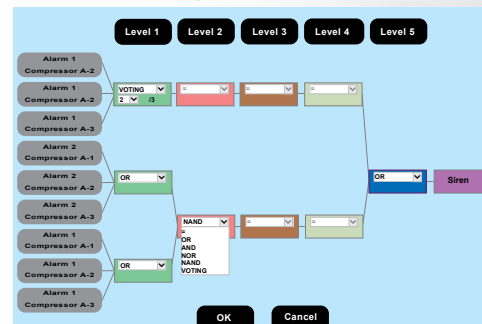 Level 1 Level 2 Level 3 Level 4 Level 5
Alarm 1
Compressor A-2
Alarm 1
Compressor A-2
VOTING = = =
2 /3
Alarm 1
Compressor A-3
Alarm 2
Compressor A-1
Alarm 2
Compressor A-2
OR
OR
Siren
Alarm 2
Compressor A-3
NAND = =
=
OR
AND
NOR
NAND
VOTING
Alarm 1
Compressor A-1
Alarm 1
Compressor A-2
OR
Alarm 1
Compressor A-3
OK Cancel